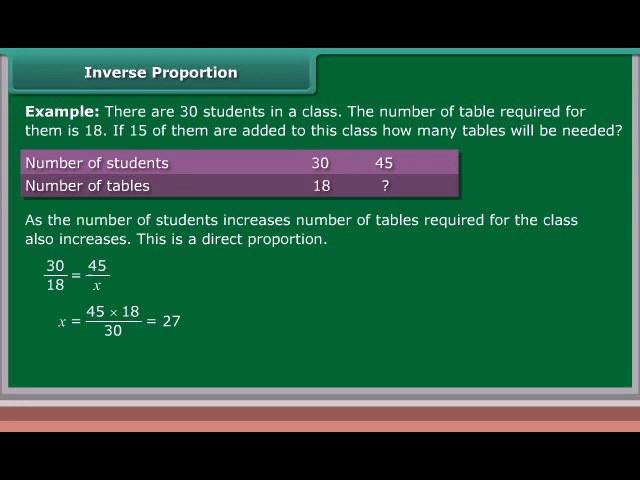 Inverse Proportion
Example: There are 30 students in a class. The number of table required for
them is 18. If 15 of them are added to this class how many tables will be needed?
Number of students 30 45
Number of tables 18 ?
As the number of students increases number of tables required for the class
also increases. This is a direct proportion.
30/18 = 45/x
x = 45 × 18/30 = 27